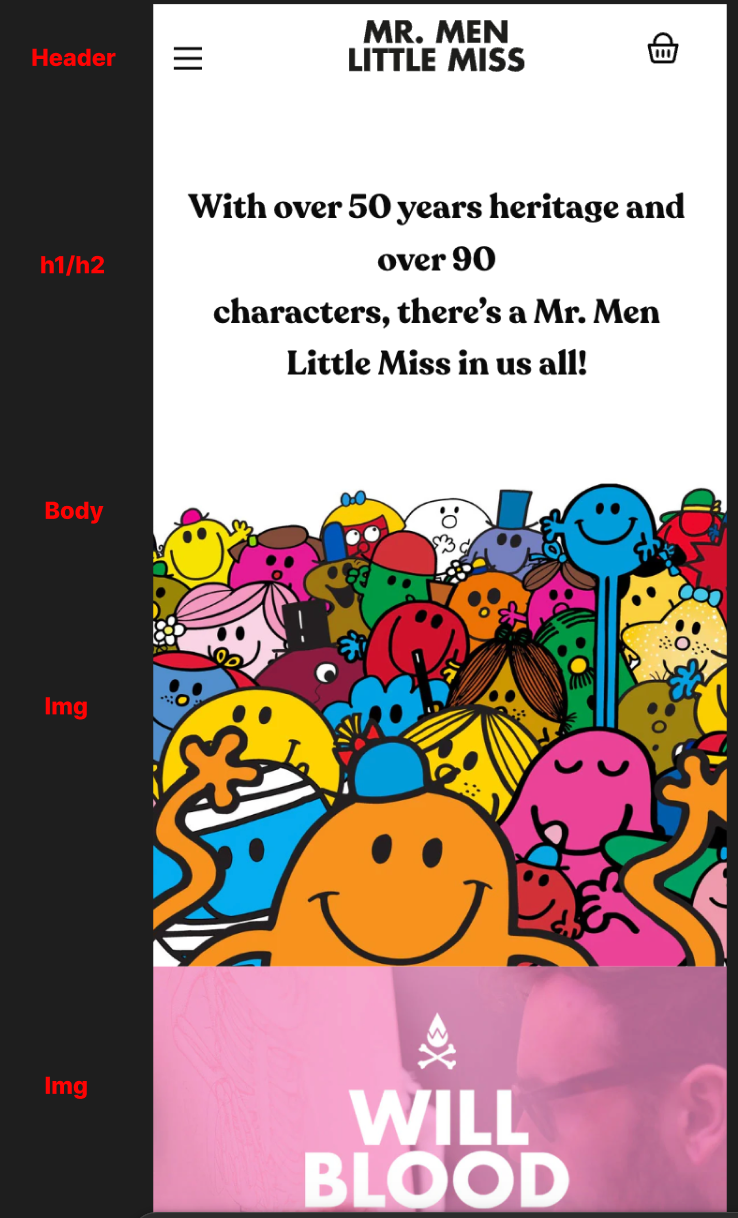 Header
MR. MEN
LITTLE MISS
h1/h2
With over 50 years heritage and
over 90
characters, there’s a Mr. Men
Little Miss in us all!
Body
Img
Img
WILL
BLOOD